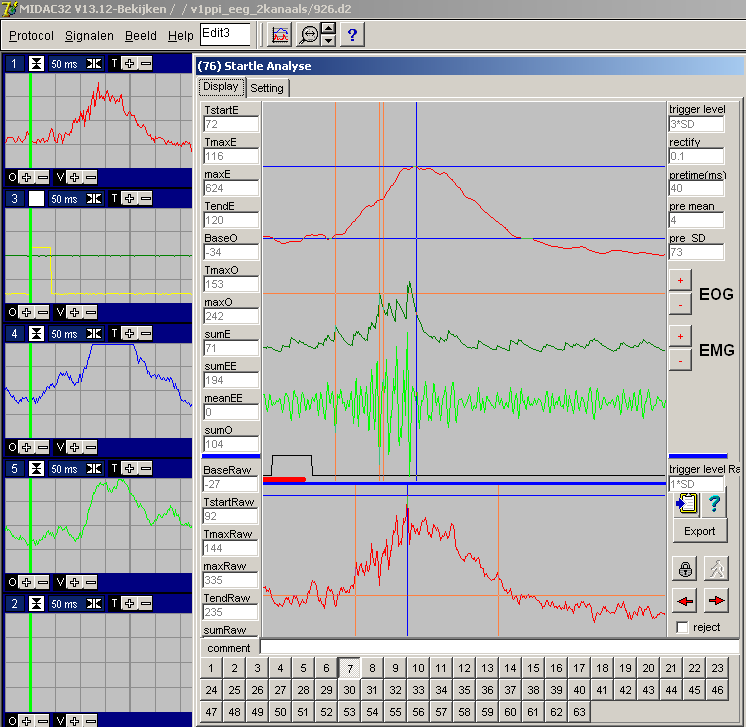 MIDAC32 V13.12-Bekijken / / v1ppi_eeg_2kanaals/926.d2
Protocol Signalen Beeld Help Edit3 ?
1 50 ms T
O V
3 50 ms T
O V
4 50 ms T
O V
5 50 ms T
O V
2 50 ms T
O V
(76) Startle Analyse
Display Setting
TstartE
72
TmaxE
116
maxE
624
TendE
120
BaseO
-34
TmaxO
153
maxO
242
sumE
71
sumEE
194
meanEE
0
sumO
104
BaseRaw
-27
TstartRaw
92
TmaxRaw
144
maxRaw
335
TendRaw
235
sumRaw
trigger level
3*SD
rectify
0.1
pretime(ms)
40
pre mean
4
pre SD
73
+
- EOG
+
- EMG
trigger level Ra
1*SD
?
Export
reject
comment
1 2 3 4 5 6 7 8 9 10 11 12 13 14 15 16 17 18 19 20 21 22 23
24 25 26 27 28 29 30 31 32 33 34 35 36 37 38 39 40 41 42 43 44 45 46
47 48 49 50 51 52 53 54 55 56 57 58 59 60 61 62 63